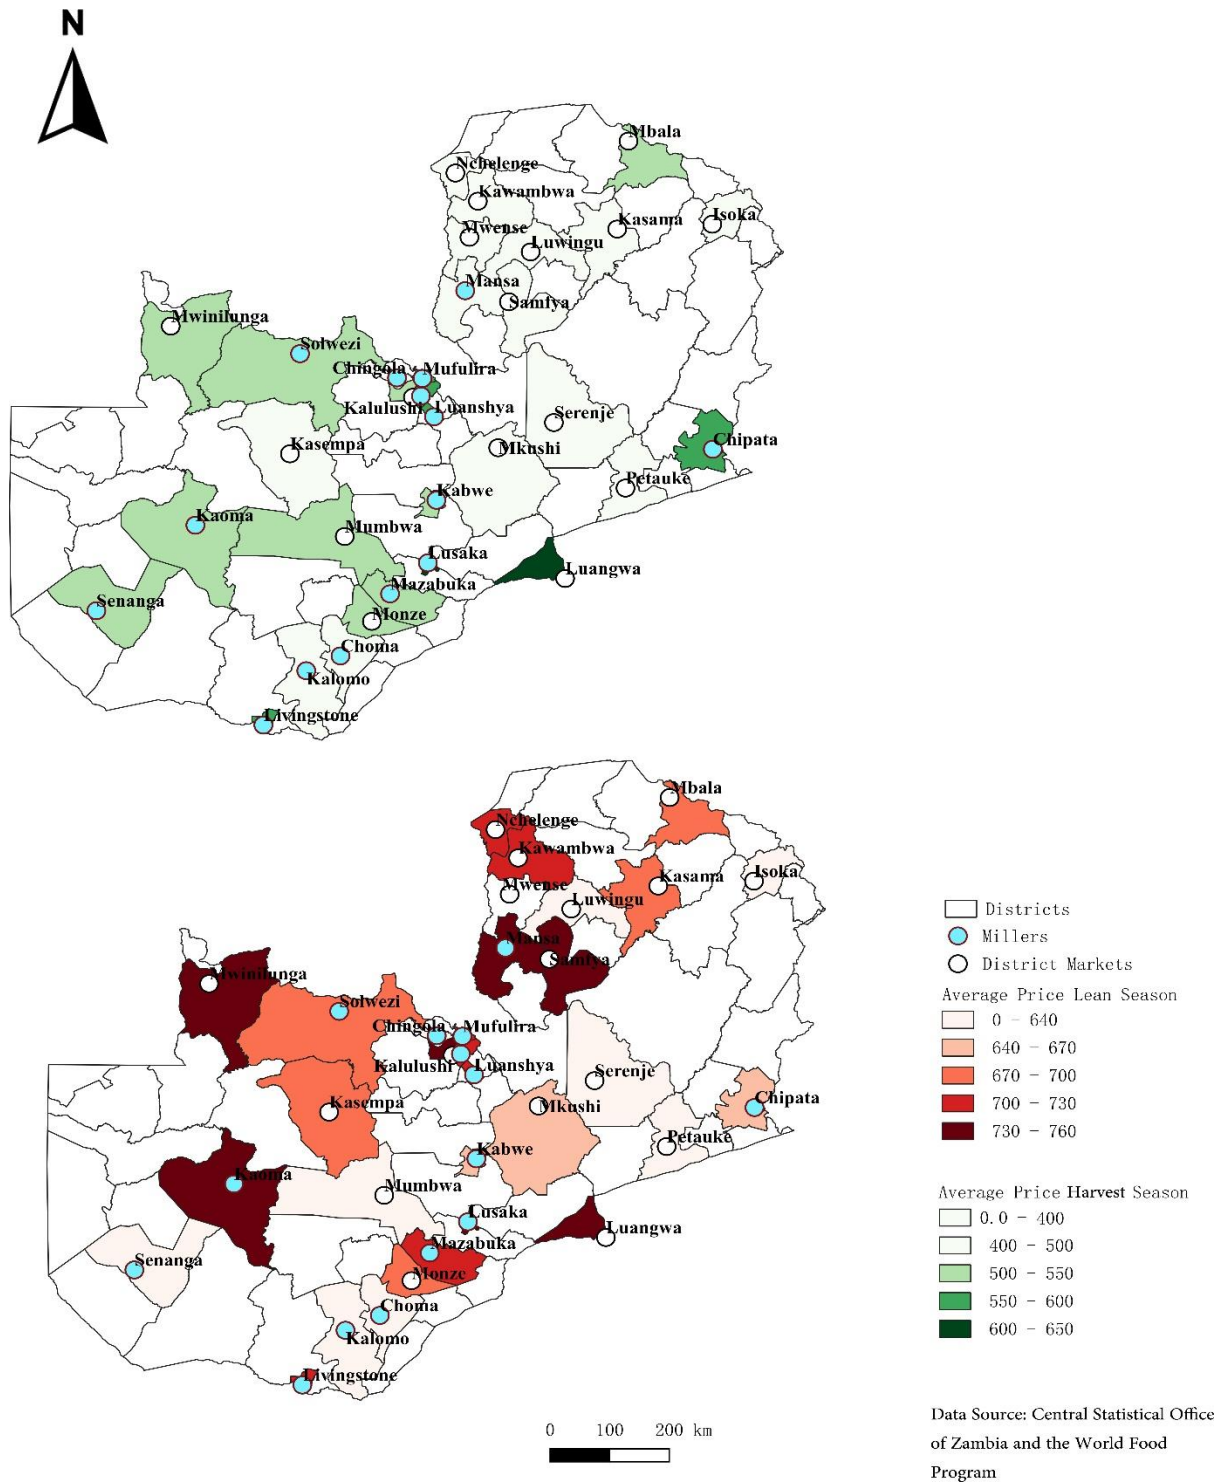 N
Mbala
Nchelenge
Kawambwa
Isoka
Kasama
Mwense
Luwingu
Mansa
Samfya
Mwinilunga
Solwezi
Chingola
Mufulira
Kalulushi
Luanshya
Serenje
Chipata
Kasempa
Mkushi
Petauke
Kabwe
Kaoma
Mumbwa
Lusaka
Luangwa
Mazabuka
Senanga
Monze
Choma
Kalomo
Livingstone
Mbala
Nchelenge
Kawambwa
Isoka
Kasama
Mwense
Luwingu
Mansa
Samfya
Mwinilunga
Solwezi
Chingola
Mufulira
Kalulushi
Luanshya
Serenje
Chipata
Kasempa
Mkushi
Petauke
Kabwe
Kaoma
Mumbwa
Lusaka
Luangwa
Mazabuka
Senanga
Monze
Choma
Kalomo
Livingstone
Districts
Millers
District Markets
Average Price Lean Season
0 - 640
640 - 670
670 - 700
700 - 730
730 - 760
Average Price Harvest Season
0.0 - 400
400 - 500
500 - 550
550 - 600
600 - 650
0 100 200 km
Data Source: Central Statistical Office
of Zambia and the World Food
Program